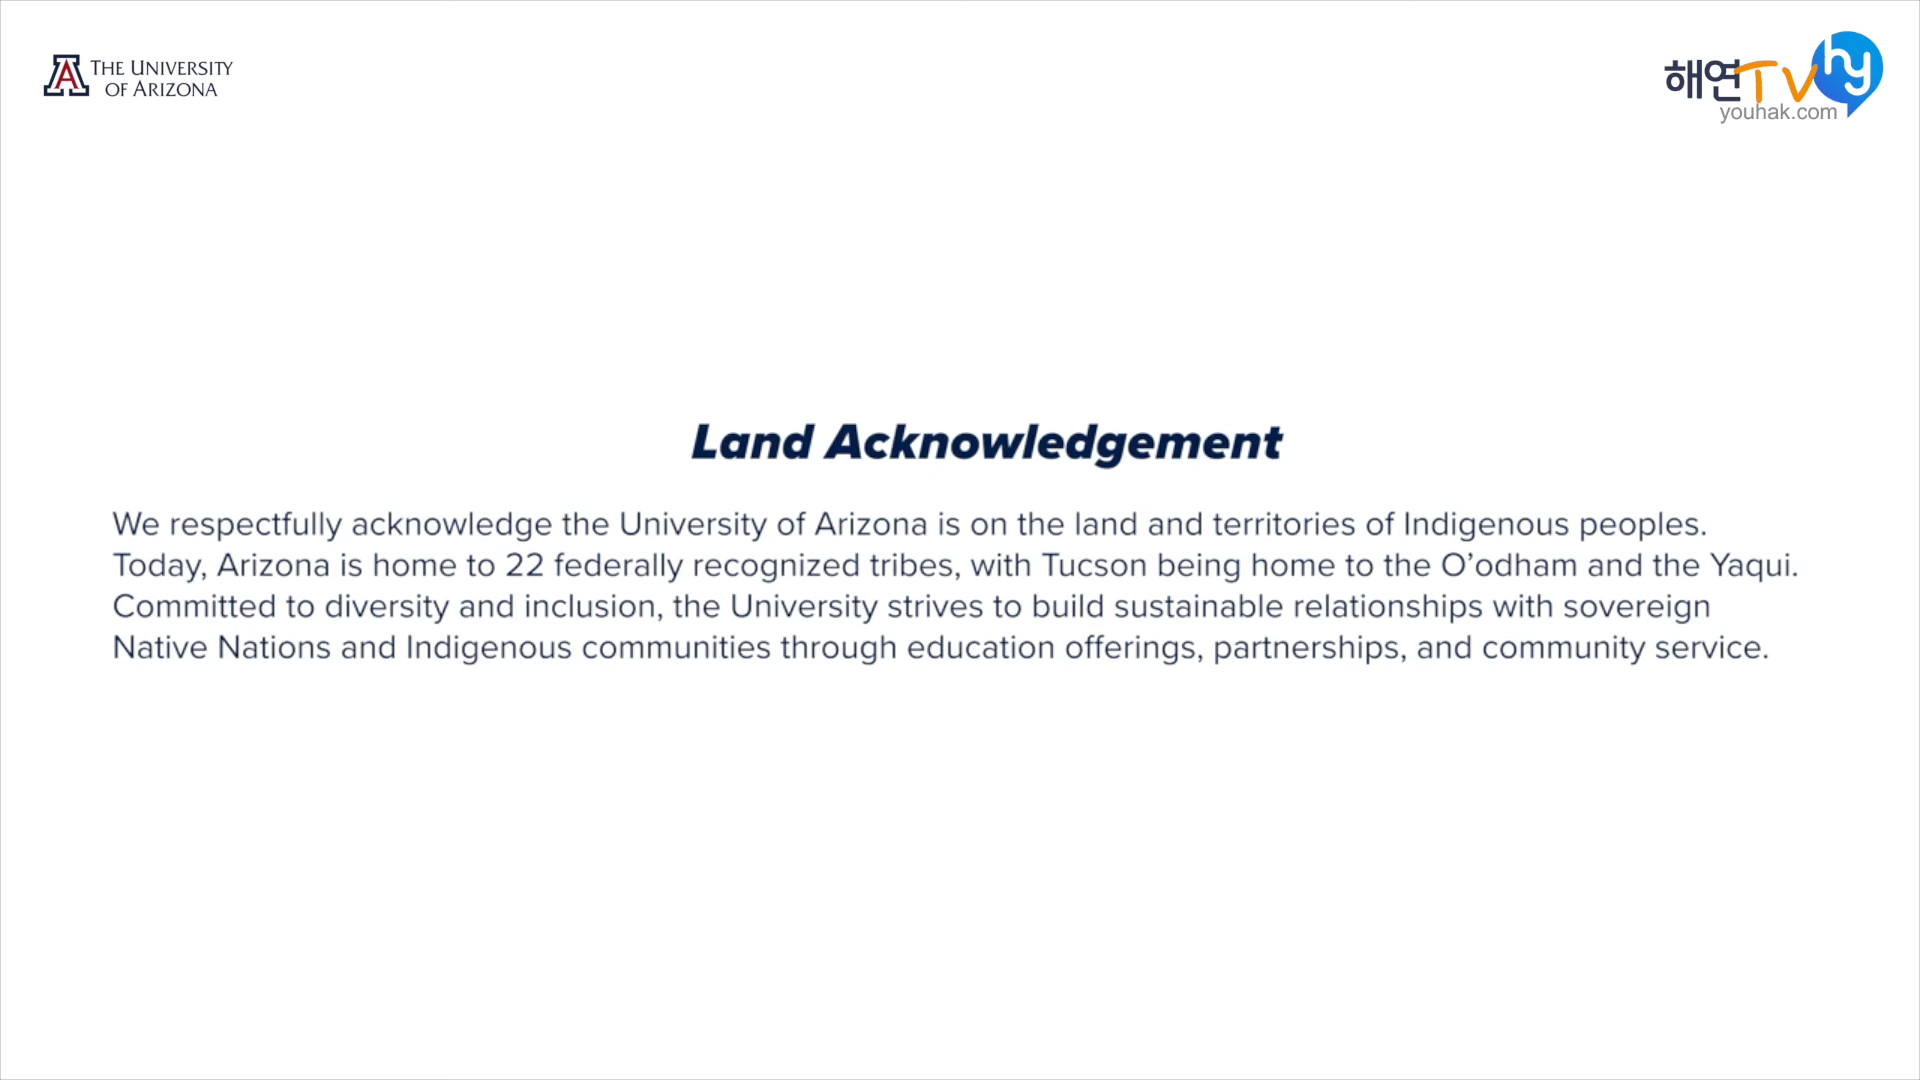 THE UNIVERSITY
OF ARIZONA
해연TV hy
youhak.com
Land Acknowledgement
We respectfully acknowledge the University of Arizona is on the land and territories of Indigenous peoples.
Today, Arizona is home to 22 federally recognized tribes, with Tucson being home to the O’odham and the Yaqui.
Committed to diversity and inclusion, the University strives to build sustainable relationships with sovereign
Native Nations and Indigenous communities through education offerings, partnerships, and community service.